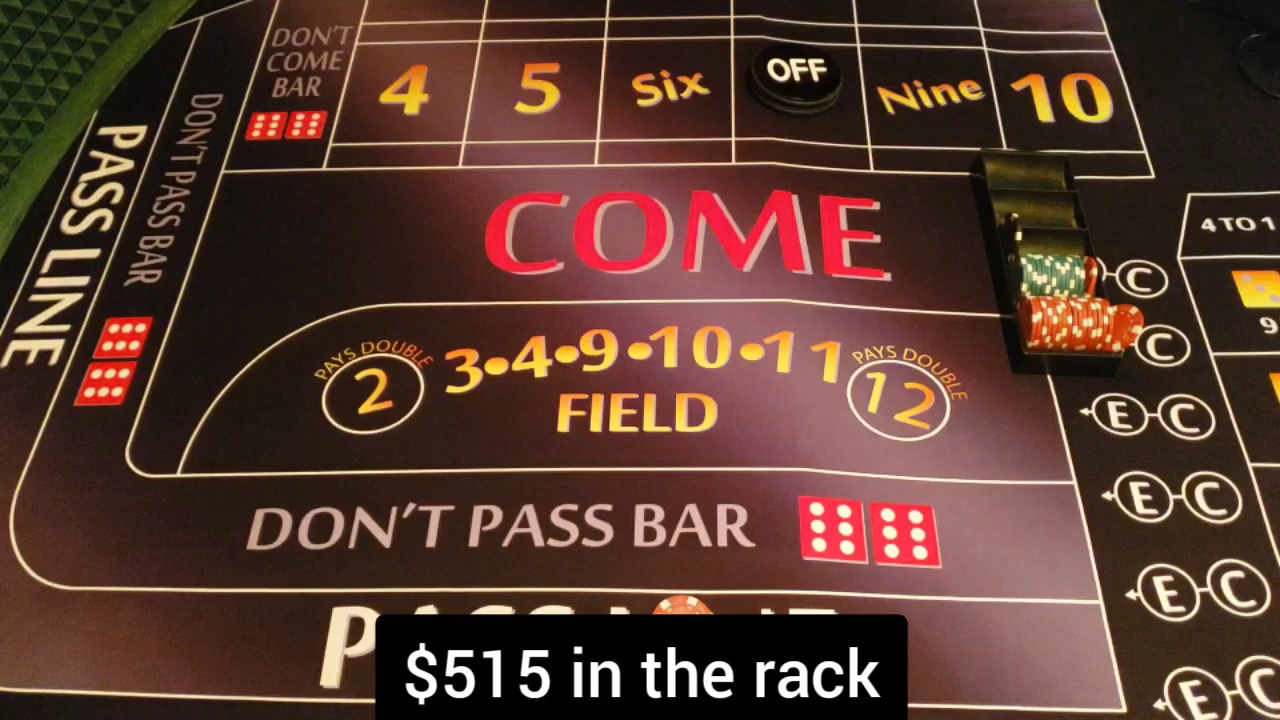 DON'T
COME
BAR
4
5
Six
OFF
Nine
10
PASS LINE
DON'T PASS BAR
COME
4 TO 1
C
9
C
PAYS DOUBLE
2
3•4•9•10•11
PAYS DOUBLE
12
FIELD
E C
E C
DON'T PASS BAR
E C
E C
$515 in the rack